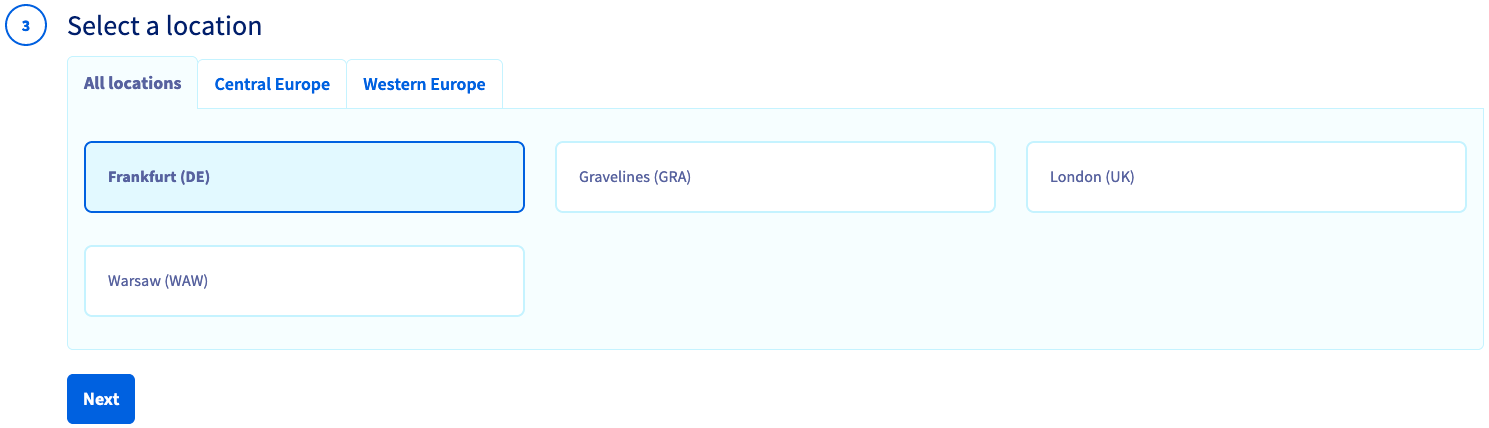 3
Select a location
All locations
Central Europe
Western Europe
Frankfurt (DE)
Gravelines (GRA)
London (UK)
Warsaw (WAW)
Next